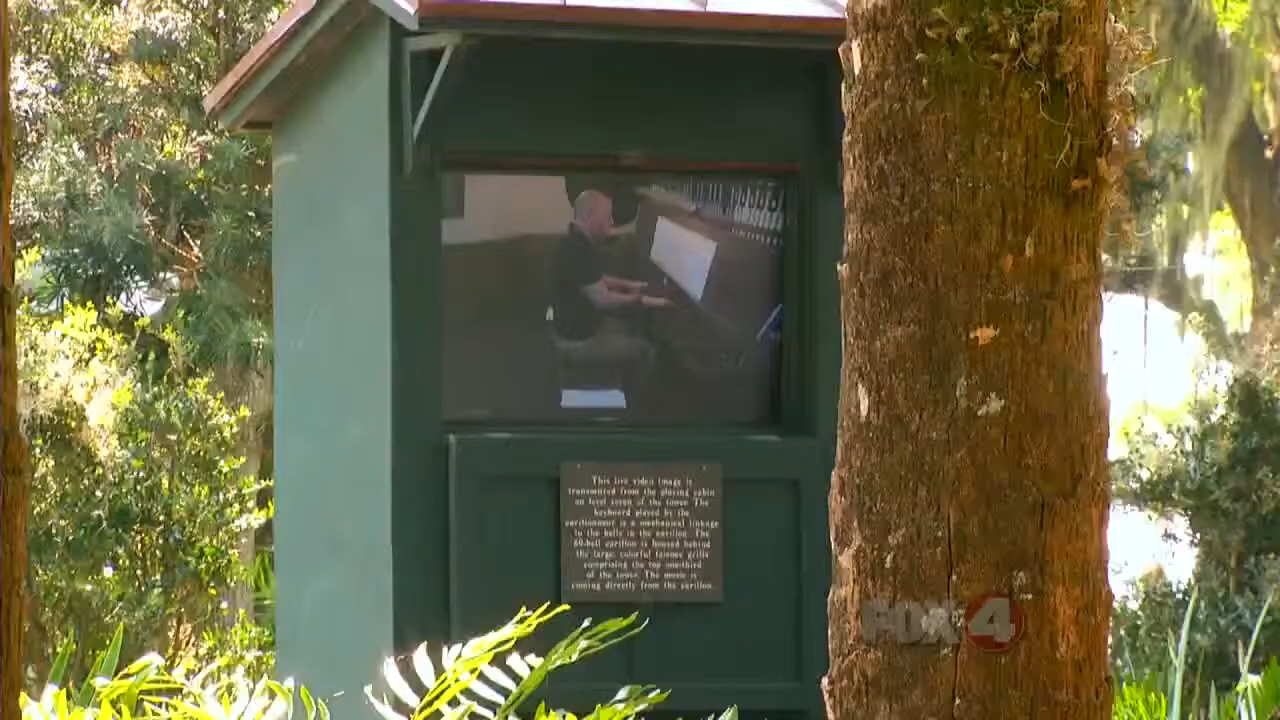 This live video image is
transmitted from the playing cabin
on level seven of the tower. The
keyboard played by the
carillonneur is a mechanical linkage
to the bells in the carillon. The
60-bell carillon is housed behind
the large, colorful faience grille
comprising the top one-third
of the tower. The music is
coming directly from the carillon.
FOX 4